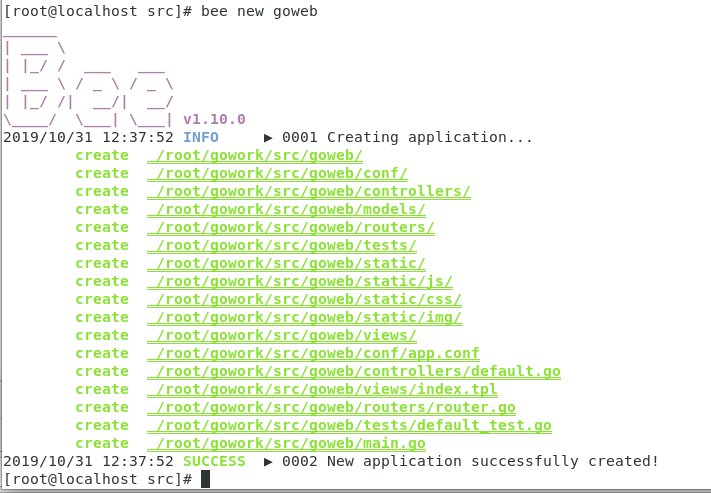 [root@localhost src]# bee new goweb
______
| ___ \
| |_/ /  ___   ___
| ___ \ / _ \ / _ \
| |_/ /|  __/|  __/
\____/  \___| \___| v1.10.0
2019/10/31 12:37:52 INFO     ▶ 0001 Creating application...
        create   /root/gowork/src/goweb/
        create   /root/gowork/src/goweb/conf/
        create   /root/gowork/src/goweb/controllers/
        create   /root/gowork/src/goweb/models/
        create   /root/gowork/src/goweb/routers/
        create   /root/gowork/src/goweb/tests/
        create   /root/gowork/src/goweb/static/
        create   /root/gowork/src/goweb/static/js/
        create   /root/gowork/src/goweb/static/css/
        create   /root/gowork/src/goweb/static/img/
        create   /root/gowork/src/goweb/views/
        create   /root/gowork/src/goweb/conf/app.conf
        create   /root/gowork/src/goweb/controllers/default.go
        create   /root/gowork/src/goweb/views/index.tpl
        create   /root/gowork/src/goweb/routers/router.go
        create   /root/gowork/src/goweb/tests/default_test.go
        create   /root/gowork/src/goweb/main.go
2019/10/31 12:37:52 SUCCESS  ▶ 0002 New application successfully created!
[root@localhost src]#